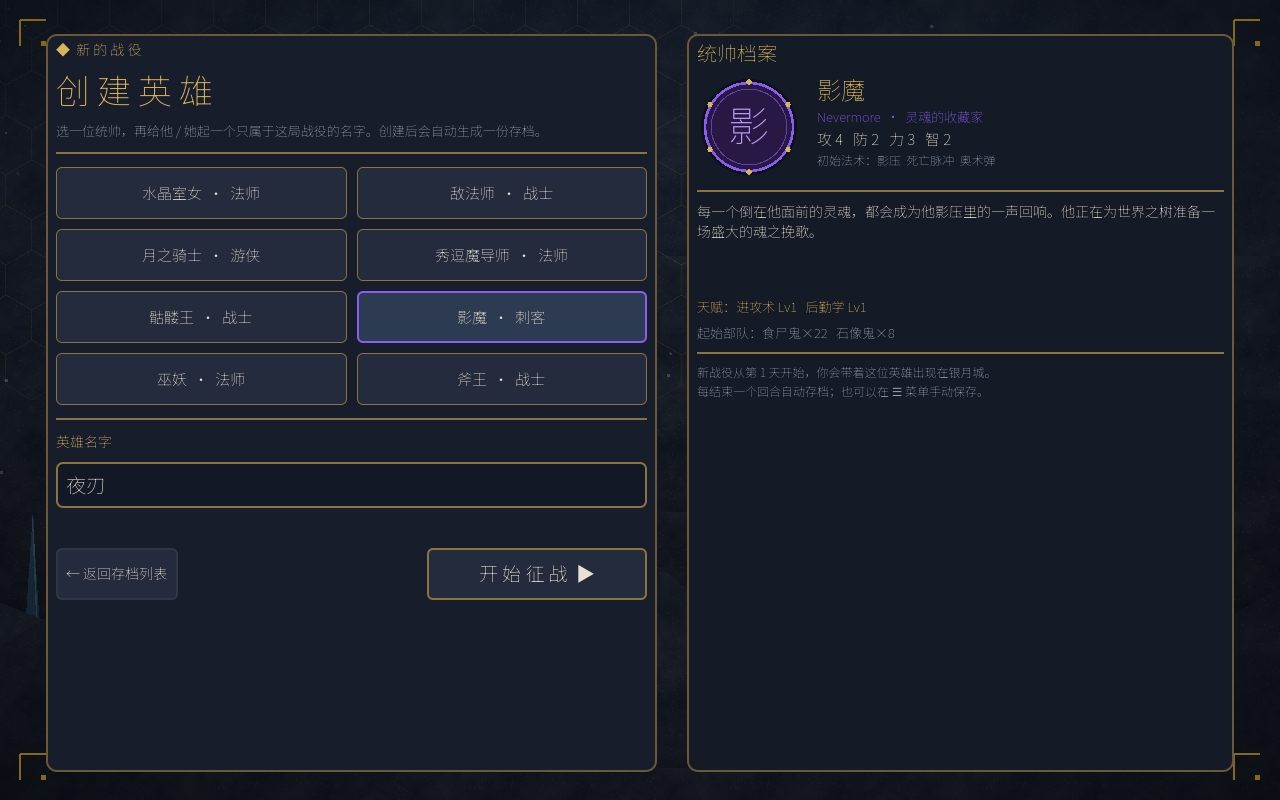 ◆ 新的战役
创建英雄
选一位统帅，再给他 / 她起一个只属于这局战役的名字。创建后会自动生成一份存档。
水晶室女 · 法师
敌法师 · 战士
月之骑士 · 游侠
秀逗魔导师 · 法师
骷髅王 · 战士
影魔 · 刺客
巫妖 · 法师
斧王 · 战士
英雄名字
夜刃
← 返回存档列表
开始征战 ▶
统帅档案
影
影魔
Nevermore · 灵魂的收藏家
攻 4 防 2 力 3 智 2
初始法术：影压 死亡脉冲 奥术弹
每一个倒在他面前的灵魂，都会成为他影压里的一声回响。他正在为世界之树准备一
场盛大的魂之挽歌。
天赋：进攻术 Lv1 后勤学 Lv1
起始部队：食尸鬼×22 石像鬼×8
新战役从第 1 天开始，你会带着这位英雄出现在银月城。
每结束一个回合自动存档；也可以在 ☰ 菜单手动保存。